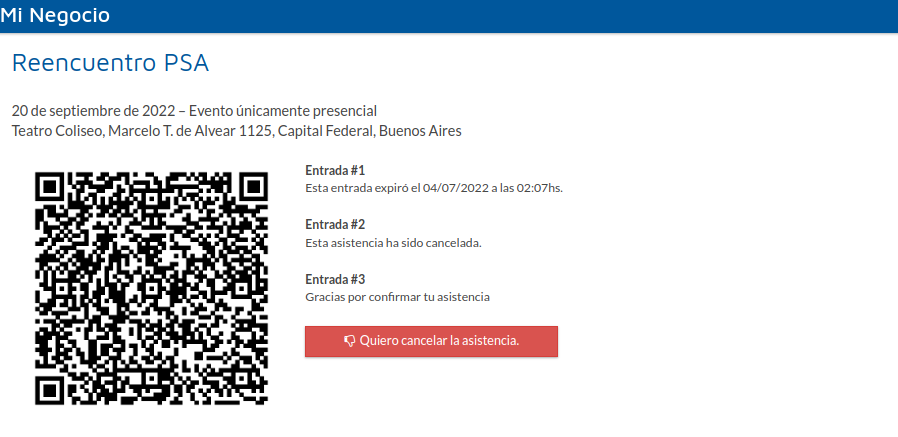 Mi Negocio
Reencuentro PSA
20 de septiembre de 2022 – Evento únicamente presencial
Teatro Coliseo, Marcelo T. de Alvear 1125, Capital Federal, Buenos Aires
Entrada #1
Esta entrada expiró el 04/07/2022 a las 02:07hs.
Entrada #2
Esta asistencia ha sido cancelada.
Entrada #3
Gracias por confirmar tu asistencia
Quiero cancelar la asistencia.